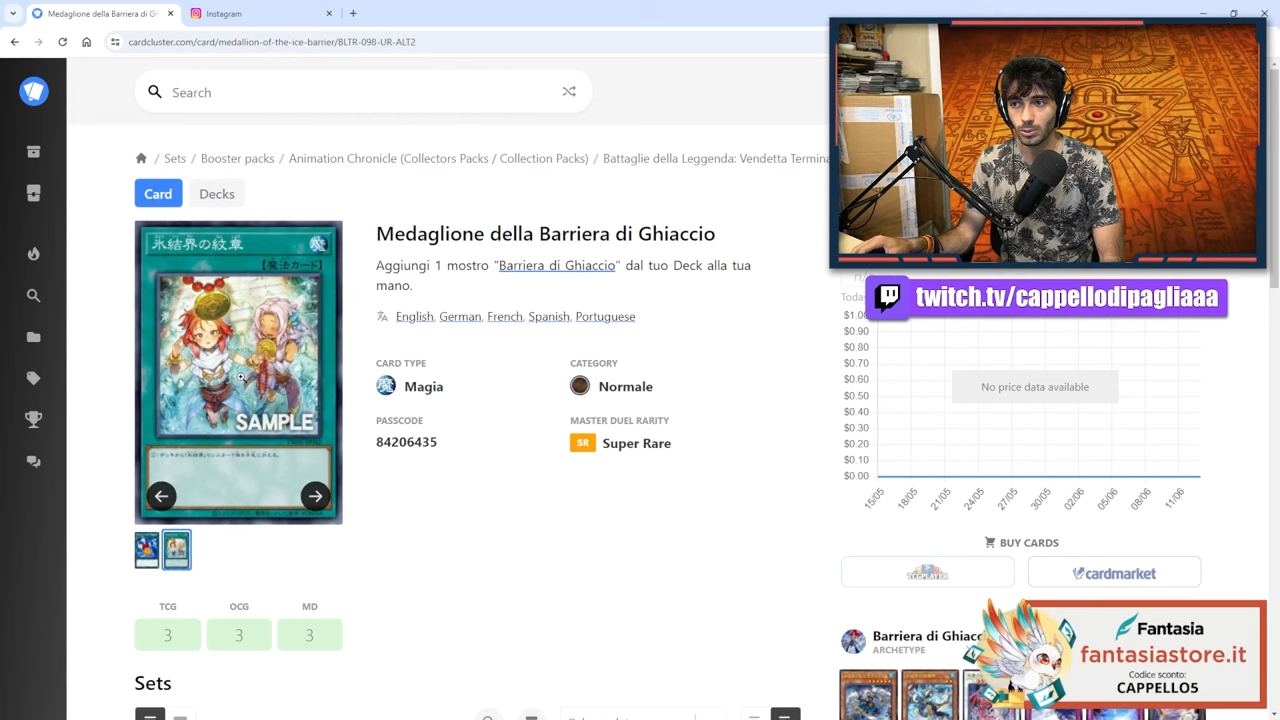 Medaglione della Barriera di Gh
Instagram
cardcluster.com/card/medallion-of-the-ice-barrier/BLTR-098-UR-ALT2
Search
/ Sets / Booster packs / Animation Chronicle (Collectors Packs / Collection Packs) / Battaglie della Leggenda: Vendetta Termina
Card
Decks
氷結界の紋章
魔
【魔法カード】
SAMPLE
Medaglione della Barriera di Ghiaccio
Aggiungi 1 mostro "Barriera di Ghiaccio" dal tuo Deck alla tua
mano.
English, German, French, Spanish, Portuguese
CARD TYPE
CATEGORY
魔
Magia
Normale
PASSCODE
MASTER DUEL RARITY
84206435
SR
Super Rare
TCG
OCG
MD
3
3
3
Sets
twitch.tv/cappellodipagliaaa
n/
Toda
$1.00
$0.90
$0.80
$0.70
$0.60
$0.50
$0.40
$0.30
$0.20
$0.10
$0.00
No price data available
15/05
18/05
21/05
24/05
27/05
30/05
02/06
05/06
08/06
11/06
BUY CARDS
TCGPLAYER
cardmarket
Barriera di Ghiacc
ARCHETYPE
Fantasia
fantasiastore.it
Codice sconto:
CAPPELLO5